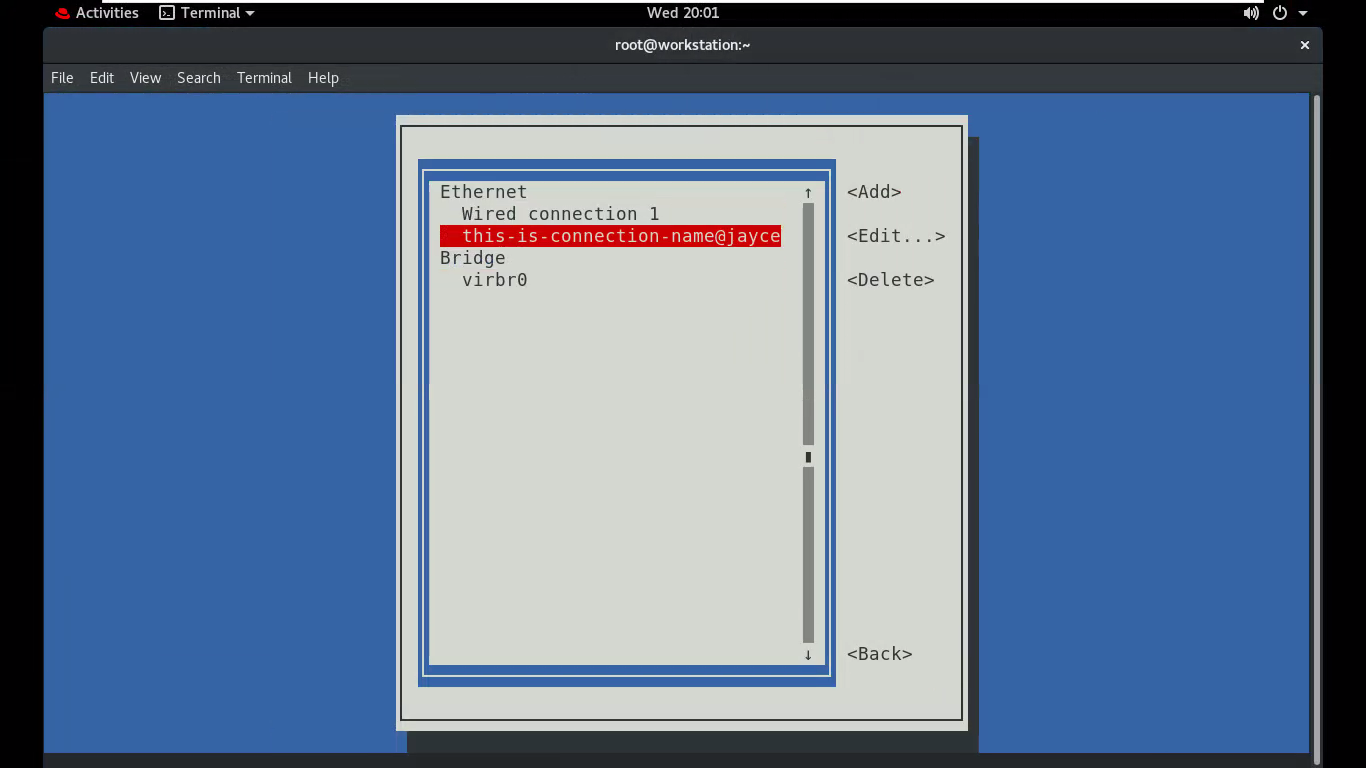 Activities Terminal Wed 20:01
root@workstation:~ ×
File Edit View Search Terminal Help
Ethernet ↑ <Add>
Wired connection 1
this-is-connection-name@jayce <Edit...>
Bridge
virbr0 <Delete>
↓ <Back>